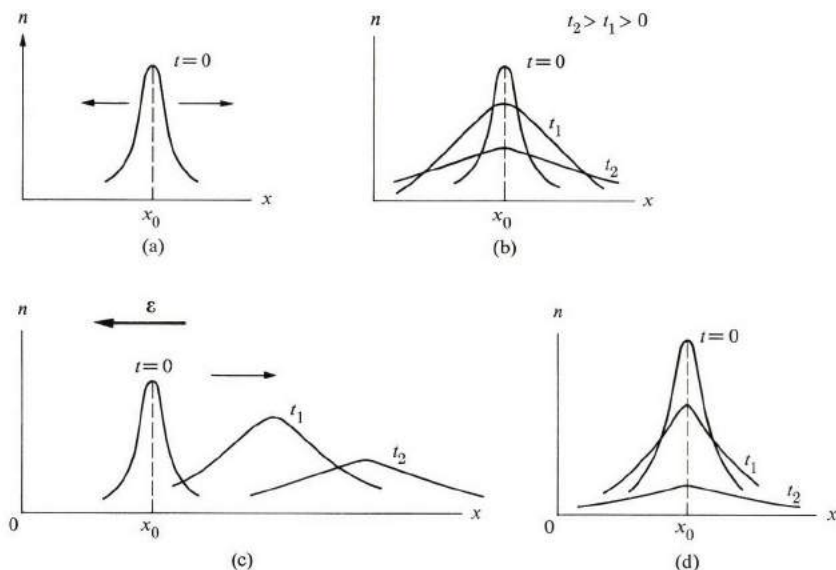 n
t = 0
x₀
x
(a)
n
t₂ > t₁ > 0
t = 0
t₁
t₂
x₀
x
(b)
n
ε
t = 0
t₁
t₂
0
x₀
x
(c)
n
t = 0
t₁
t₂
0
x₀
x
(d)